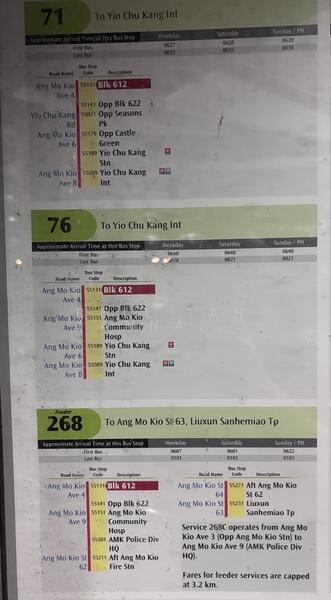 71 To Yio Chu Kang Int
Approximate Arrival Time at this Bus Stop Weekday Saturday Sunday / PH
First Bus 0627 0628 0628
Last Bus 0032 0030 0030
Road Name Bus Stop Code Description
Ang Mo Kio Ave 4 55131 Blk 612
55141 Opp Blk 622
Yio Chu Kang Rd 55021 Opp Seasons Pk
Ang Mo Kio Ave 6 55179 Opp Castle Green
55189 Yio Chu Kang Stn
Ang Mo Kio Ave 8 55509 Yio Chu Kang Int
76 To Yio Chu Kang Int
Approximate Arrival Time at this Bus Stop Weekday Saturday Sunday / PH
First Bus 0640 0640 0640
Last Bus 0021 0021
Road Name Bus Stop Code Description
Ang Mo Kio Ave 4 55131 Blk 612
55141 Opp Blk 622
Ang Mo Kio Ave 9 55151 Ang Mo Kio Community Hosp
Ang Mo Kio Ave 6 55189 Yio Chu Kang Stn
Ang Mo Kio Ave 8 55509 Yio Chu Kang Int
Feeder
268 To Ang Mo Kio St 63, Liuxun Sanhemiao Tp
Approximate Arrival Time at this Bus Stop Weekday Saturday Sunday / PH
First Bus 0607 0601 0622
Last Bus 0101 0103 0103
Road Name Bus Stop Code Description
Ang Mo Kio Ave 4 55131 Blk 612
55141 Opp Blk 622
Ang Mo Kio Ave 9 55151 Ang Mo Kio Community Hosp
55301 AMK Police Div HQ
Ang Mo Kio St 62 55211 Aft Ang Mo Kio Fire Stn
Road Name Bus Stop Code Description
Ang Mo Kio St 64 55221 Aft Ang Mo Kio St 62
Ang Mo Kio St 63 55231 Liuxun Sanhemiao Tp
Service 268C operates from Ang Mo
Kio Ave 3 (Opp Ang Mo Kio Stn) to
Ang Mo Kio Ave 9 (AMK Police Div
HQ).
Fares for feeder services are capped
at 3.2 km.